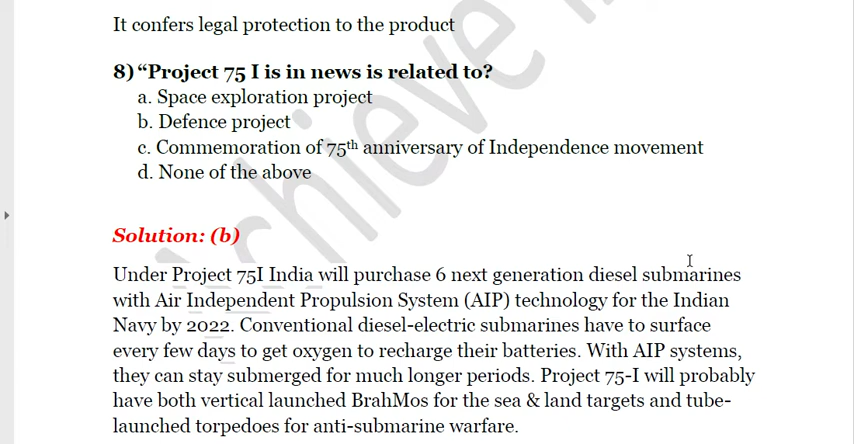 It confers legal protection to the product
8) “Project 75 I is in news is related to?
a. Space exploration project
b. Defence project
c. Commemoration of 75th anniversary of Independence movement
d. None of the above
Solution: (b)
Under Project 75I India will purchase 6 next generation diesel submarines
with Air Independent Propulsion System (AIP) technology for the Indian
Navy by 2022. Conventional diesel-electric submarines have to surface
every few days to get oxygen to recharge their batteries. With AIP systems,
they can stay submerged for much longer periods. Project 75-I will probably
have both vertical launched BrahMos for the sea & land targets and tube-
launched torpedoes for anti-submarine warfare.